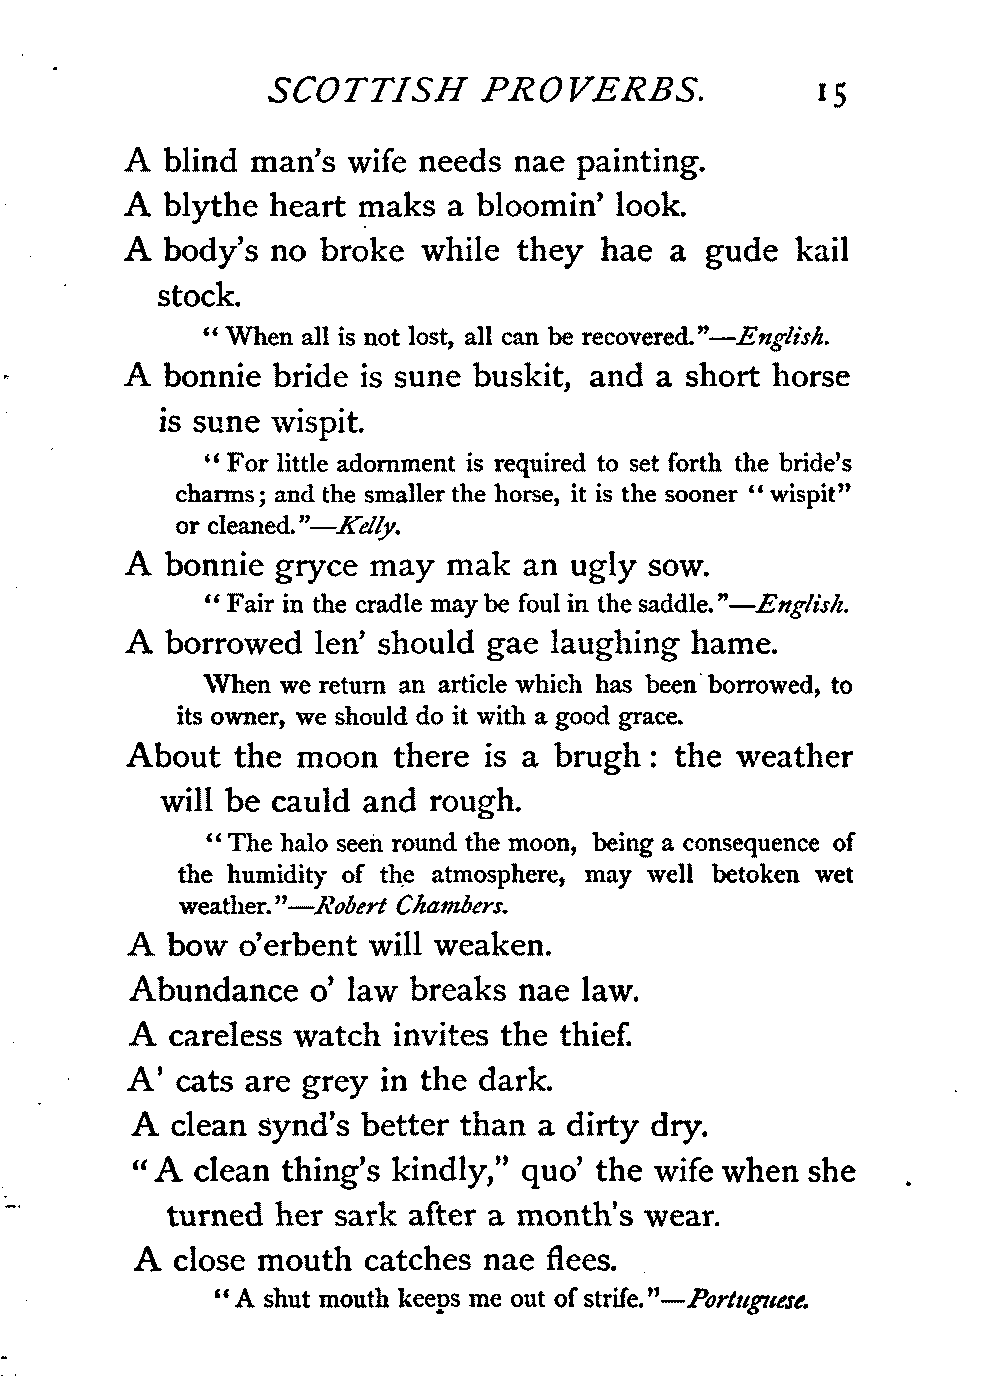 SCOTTISH PROVERBS. 15
A blind man's wife needs nae painting.
A blythe heart maks a bloomin' look.
A body's no broke while they hae a gude kail
stock.
"When all is not lost, all can be recovered."—English.
A bonnie bride is sune buskit, and a short horse
is sune wispit.
"For little adornment is required to set forth the bride's
charms; and the smaller the horse, it is the sooner "wispit"
or cleaned."—Kelly.
A bonnie gryce may mak an ugly sow.
"Fair in the cradle may be foul in the saddle."—English.
A borrowed len' should gae laughing hame.
When we return an article which has been borrowed, to
its owner, we should do it with a good grace.
About the moon there is a brugh: the weather
will be cauld and rough.
"The halo seen round the moon, being a consequence of
the humidity of the atmosphere, may well betoken wet
weather."—Robert Chambers.
A bow o'erbent will weaken.
Abundance o' law breaks nae law.
A careless watch invites the thief.
A' cats are grey in the dark.
A clean synd's better than a dirty dry.
"A clean thing's kindly," quo' the wife when she
turned her sark after a month's wear.
A close mouth catches nae flees.
"A shut mouth keeps me out of strife."—Portuguese.